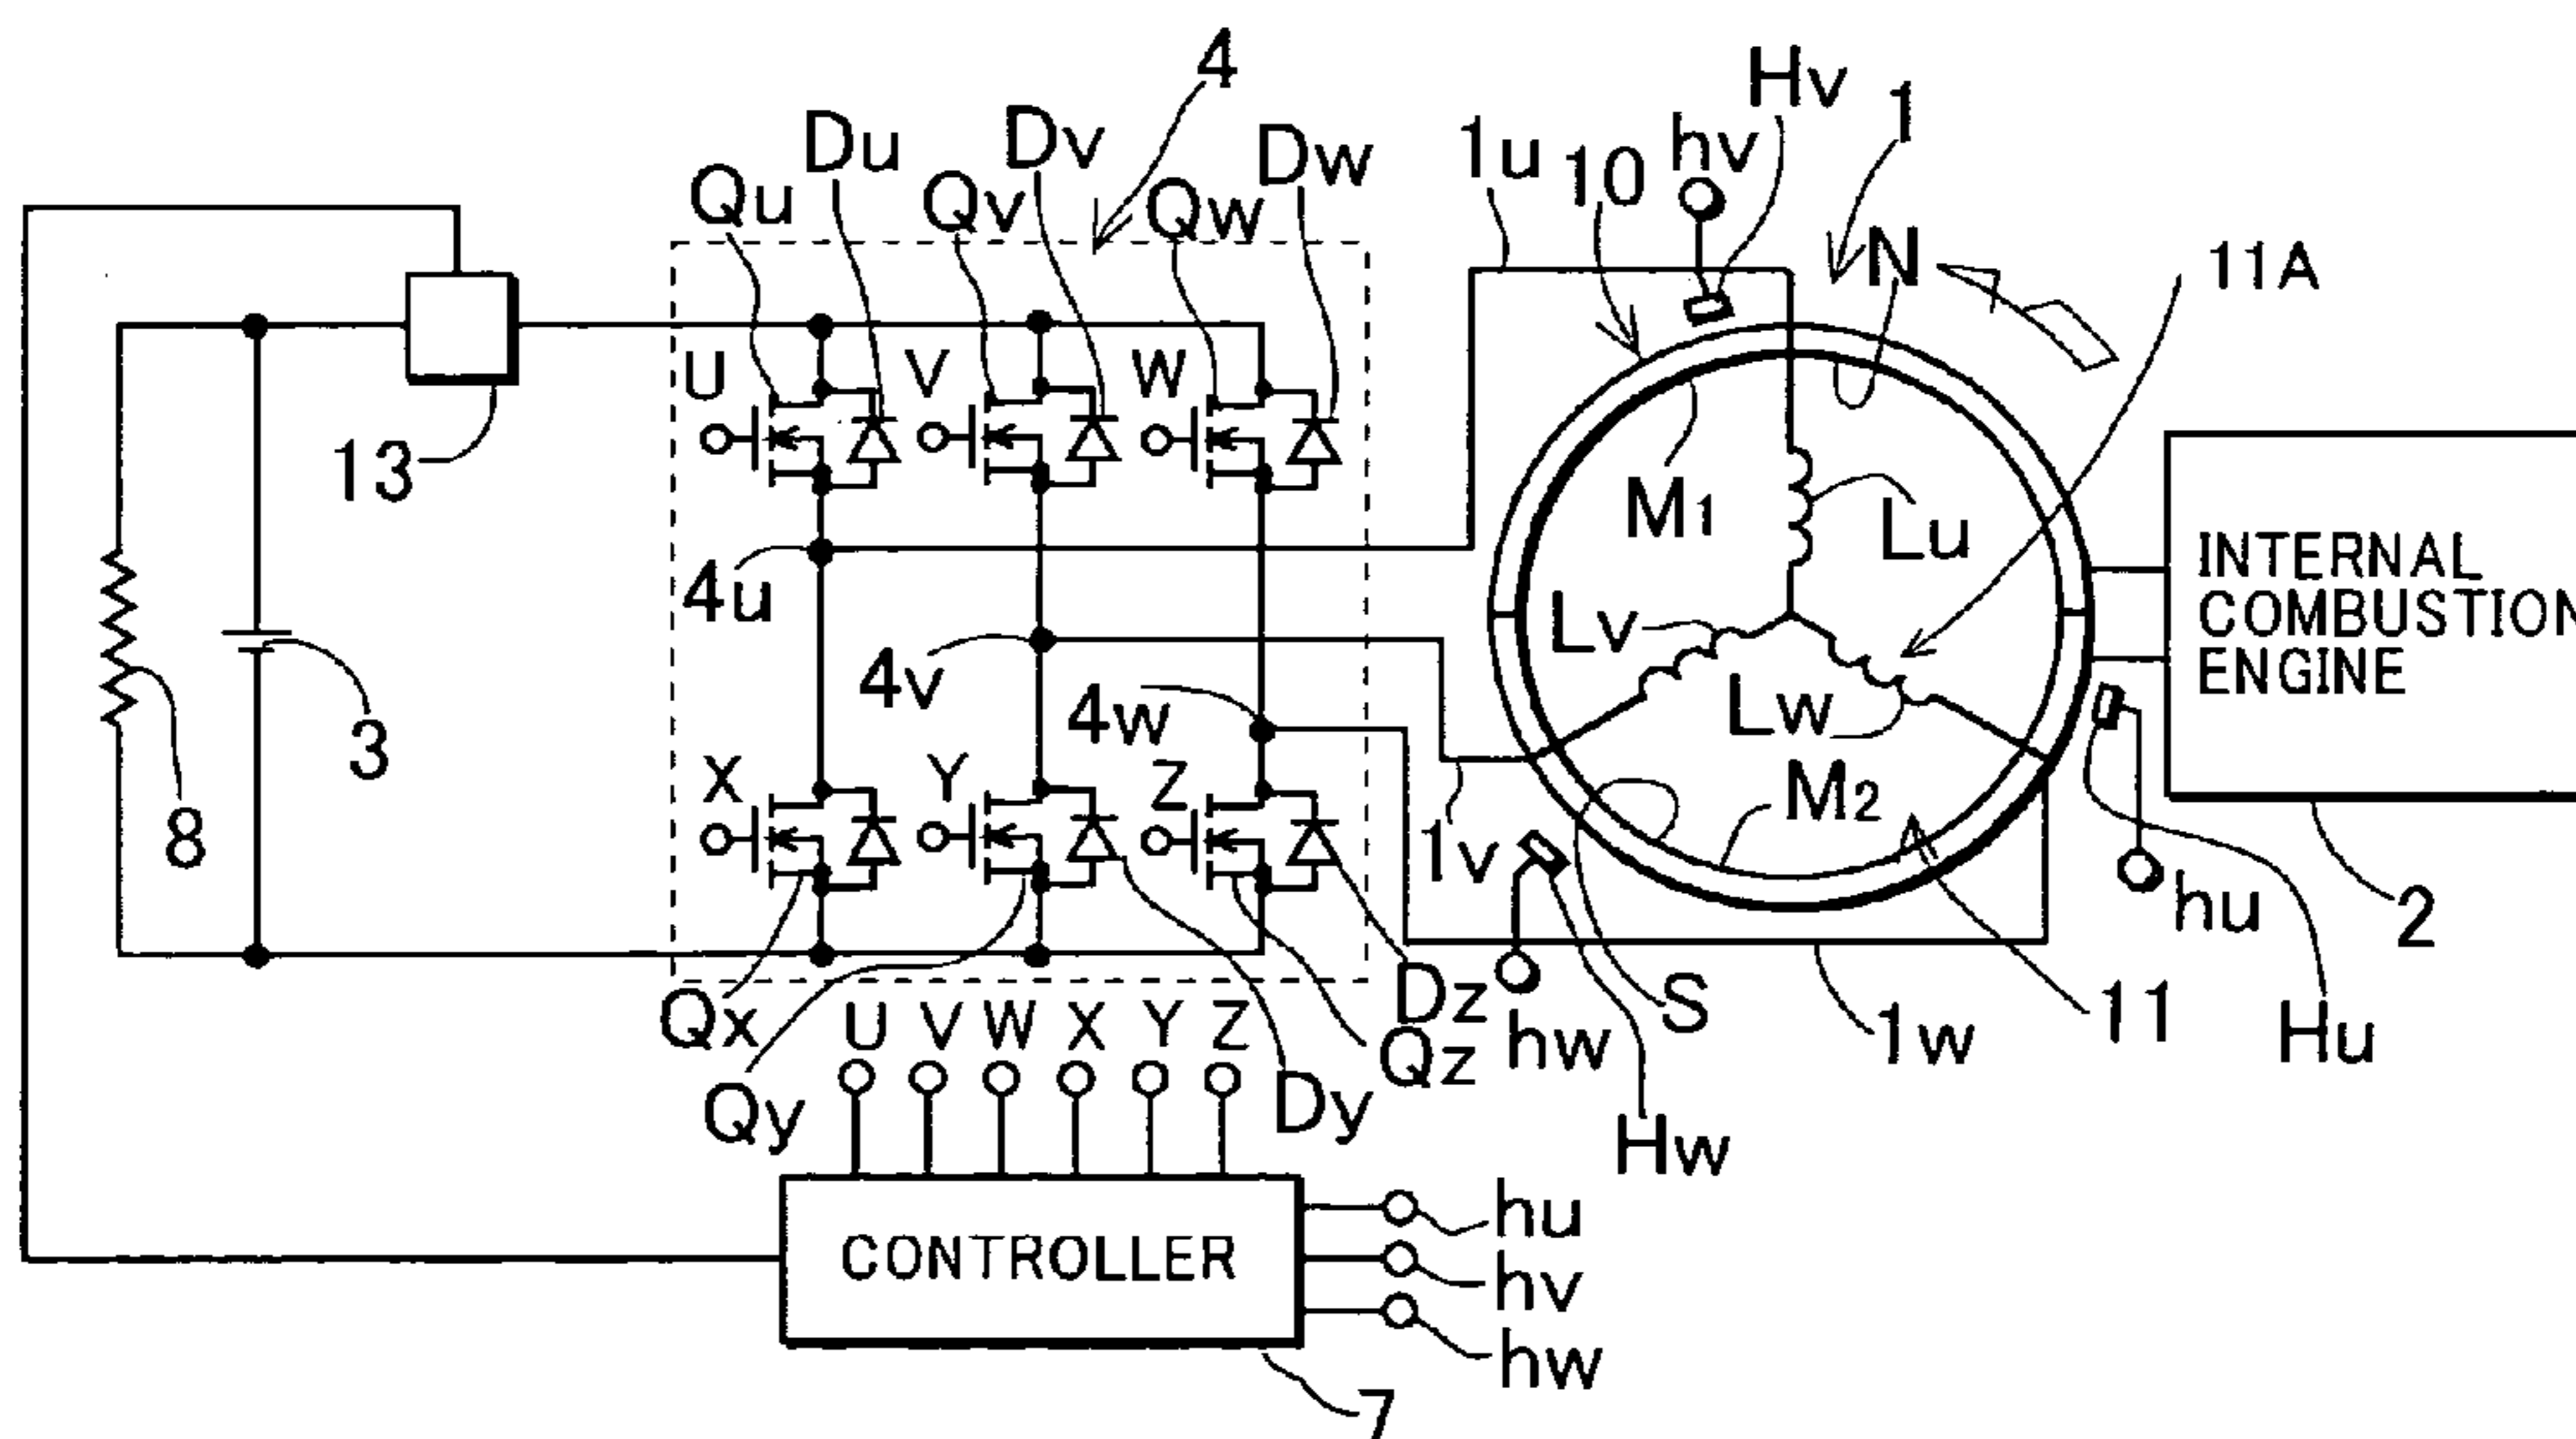 4
Hv
1
Du
Dv
Dw
1u
10
hv
Qu
Qv
Qw
N
11A
U
V
W
13
M1
Lu
INTERNAL
COMBUSTION
ENGINE
4u
Lv
4v
4w
Lw
3
X
Y
Z
M2
8
1v
hu
2
Qx
U
V
W
X
Y
Z
Dz
hw
S
1w
11
Hu
Qz
Qy
Dy
Hw
hu
CONTROLLER
hv
hw
7